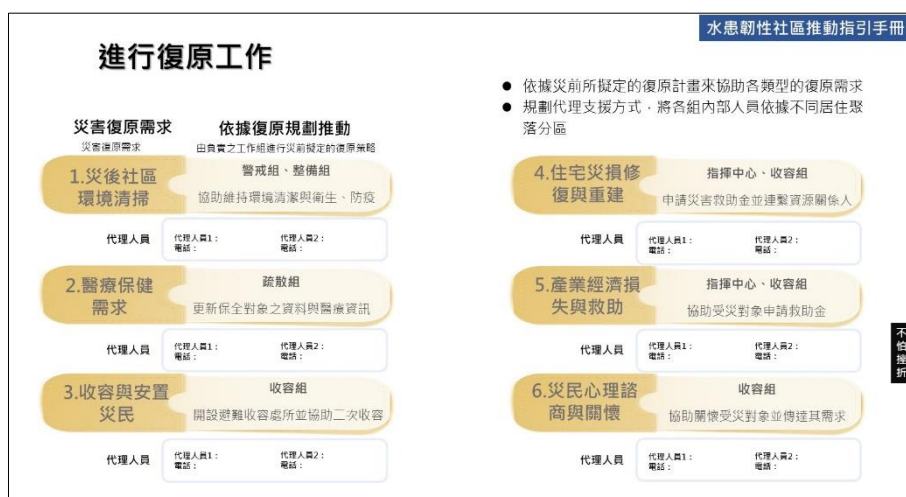 水患韌性社區推動指引手冊
進行復原工作
災害復原需求
災害復原需求
依據復原規劃推動
由負責之工作組進行災前擬定的復原策略
1.災後社區
環境清掃
警戒組、整備組
協助維持環境清潔與衛生、防疫
代理人員
代理人員1：
電話：
代理人員2：
電話：
2.醫療保健
需求
疏散組
更新保全對象之資料與醫療資訊
代理人員
代理人員1：
電話：
代理人員2：
電話：
3.收容與安置
災民
收容組
開設避難收容處所並協助二次收容
代理人員
代理人員1：
電話：
代理人員2：
電話：
● 依據災前所擬定的復原計畫來協助各類型的復原需求
● 規劃代理支援方式，將各組內部人員依據不同居住聚
落分區
4.住宅災損修
復與重建
指揮中心、收容組
申請災害救助金並連繫資源關係人
代理人員
代理人員1：
電話：
代理人員2：
電話：
5.產業經濟損
失與救助
指揮中心、收容組
協助受災對象申請救助金
代理人員
代理人員1：
電話：
代理人員2：
電話：
6.災民心理諮
商與關懷
收容組
協助關懷受災對象並傳達其需求
代理人員
代理人員1：
電話：
代理人員2：
電話：
不怕挫折